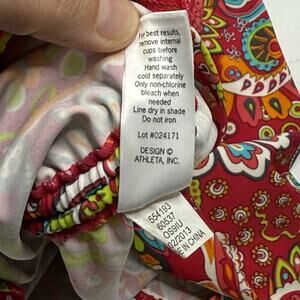 For best results,
remove internal
cups before
washing
Hand wash
cold separately
Only non-chlorine
bleach when
needed
Line dry in shade
Do not iron
Lot #024171
DESIGN ©
ATHLETA, INC.
554193
60537
OS9IU
02/2013
IN CHINA